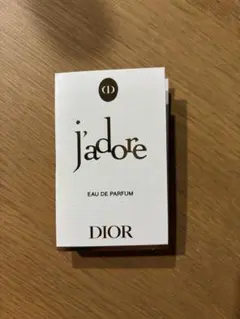 CD
j'adore
EAU DE PARFUM
DIOR